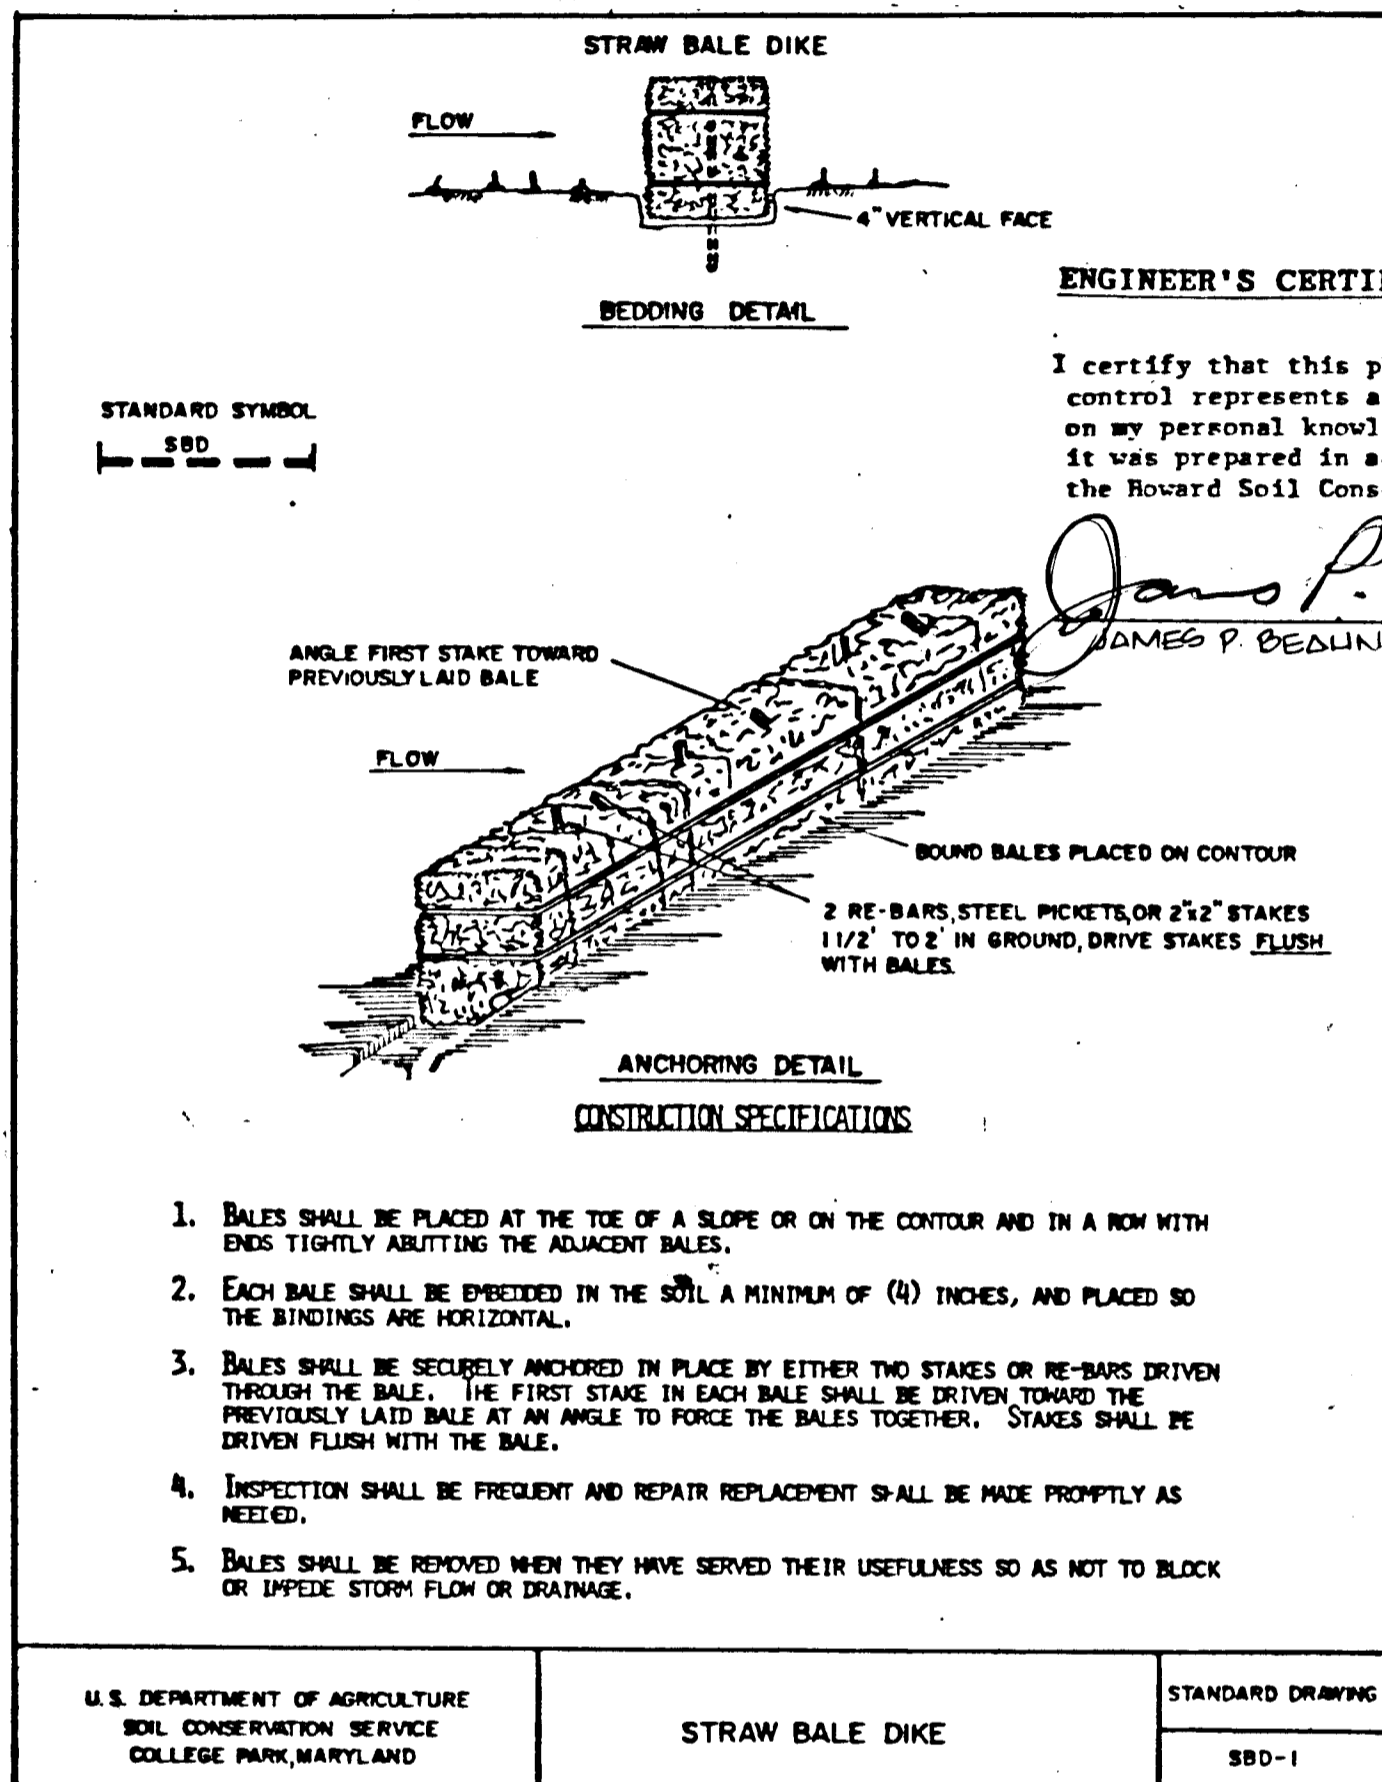 STRAW BALE DIKE
FLOW
4" VERTICAL FACE
BEDDING DETAIL
ENGINEER'S CERTI
I certify that this p
control represents a
on my personal knowl
it was prepared in a
the Howard Soil Cons
STANDARD SYMBOL
SBD
James P.
JAMES P. BEAUN
ANGLE FIRST STAKE TOWARD
PREVIOUSLY LAID BALE
FLOW
BOUND BALES PLACED ON CONTOUR
2 RE-BARS, STEEL PICKETS, OR 2"x2" STAKES
1 1/2' TO 2' IN GROUND, DRIVE STAKES FLUSH
WITH BALES.
ANCHORING DETAIL
CONSTRUCTION SPECIFICATIONS
1. BALES SHALL BE PLACED AT THE TOE OF A SLOPE OR ON THE CONTOUR AND IN A ROW WITH
ENDS TIGHTLY ABUTTING THE ADJACENT BALES.
2. EACH BALE SHALL BE EMBEDDED IN THE SOIL A MINIMUM OF (4) INCHES, AND PLACED SO
THE BINDINGS ARE HORIZONTAL.
3. BALES SHALL BE SECURELY ANCHORED IN PLACE BY EITHER TWO STAKES OR RE-BARS DRIVEN
THROUGH THE BALE. THE FIRST STAKE IN EACH BALE SHALL BE DRIVEN TOWARD THE
PREVIOUSLY LAID BALE AT AN ANGLE TO FORCE THE BALES TOGETHER. STAKES SHALL BE
DRIVEN FLUSH WITH THE BALE.
4. INSPECTION SHALL BE FREQUENT AND REPAIR REPLACEMENT SHALL BE MADE PROMPTLY AS
NEEDED.
5. BALES SHALL BE REMOVED WHEN THEY HAVE SERVED THEIR USEFULNESS SO AS NOT TO BLOCK
OR IMPEDE STORM FLOW OR DRAINAGE.
U.S. DEPARTMENT OF AGRICULTURE
SOIL CONSERVATION SERVICE
COLLEGE PARK, MARYLAND
STRAW BALE DIKE
STANDARD DRAWING
SBD-1